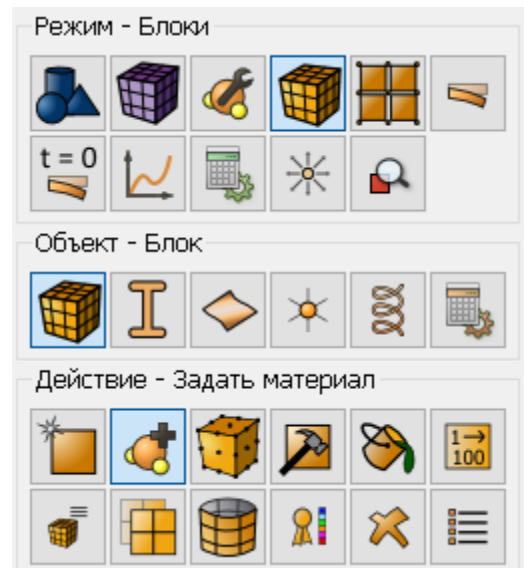 Режим - Блоки
t = 0
Объект - Блок
Действие - Задать материал
1→
100